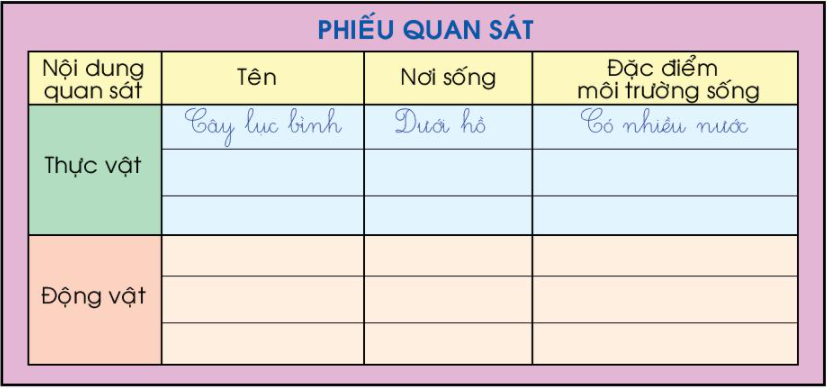 PHIẾU QUAN SÁT
Nội dung
quan sát
Tên
Nơi sống
Đặc điểm
môi trường sống
Thực vật
Cây lục bình
Dưới hồ
Có nhiều nước
Động vật